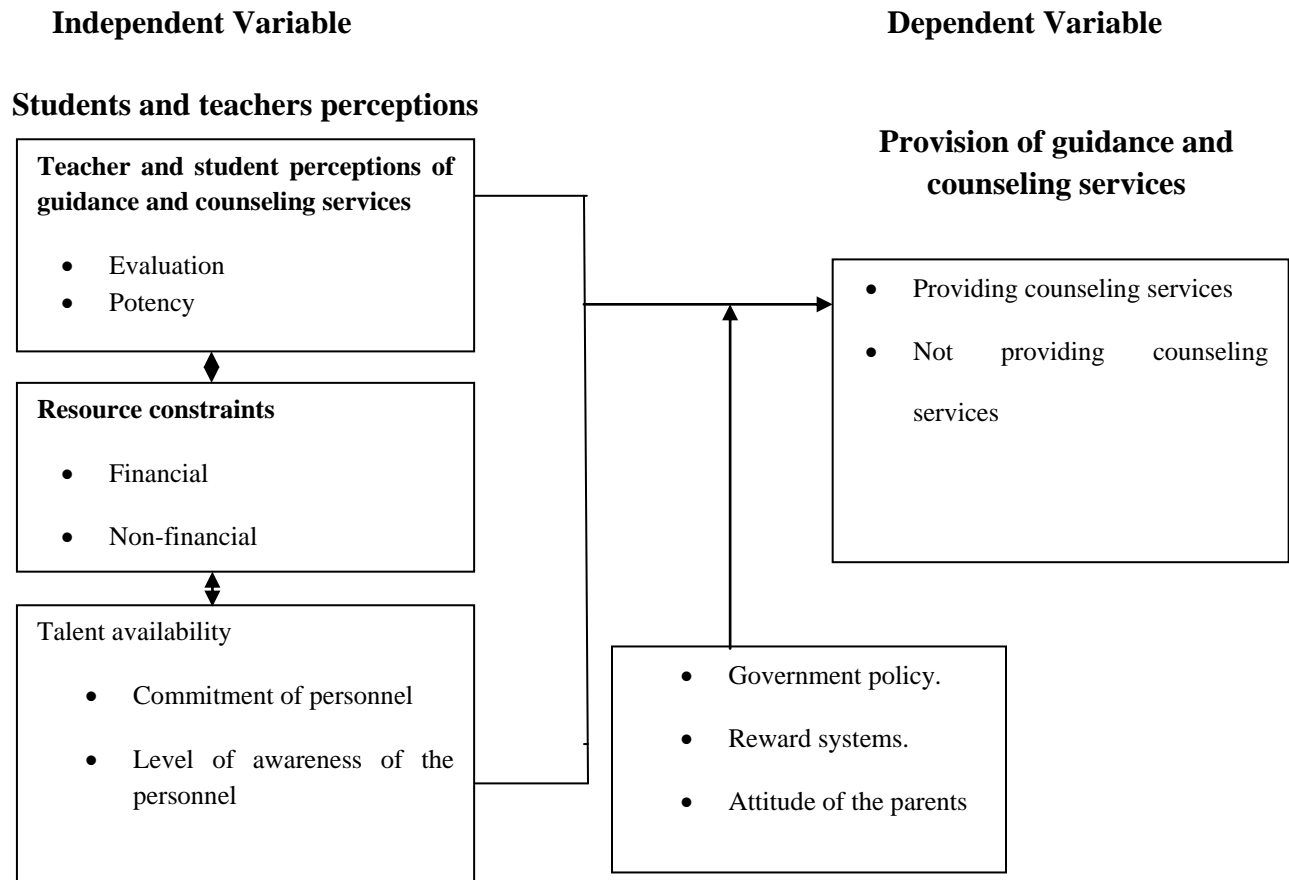 Independent Variable
Dependent Variable
Students and teachers perceptions
Teacher and student perceptions of
guidance and counseling services
• Evaluation
• Potency
Resource constraints
• Financial
• Non-financial
Talent availability
• Commitment of personnel
• Level of awareness of the
personnel
Provision of guidance and
counseling services
• Providing counseling services
• Not providing counseling
services
• Government policy.
• Reward systems.
• Attitude of the parents